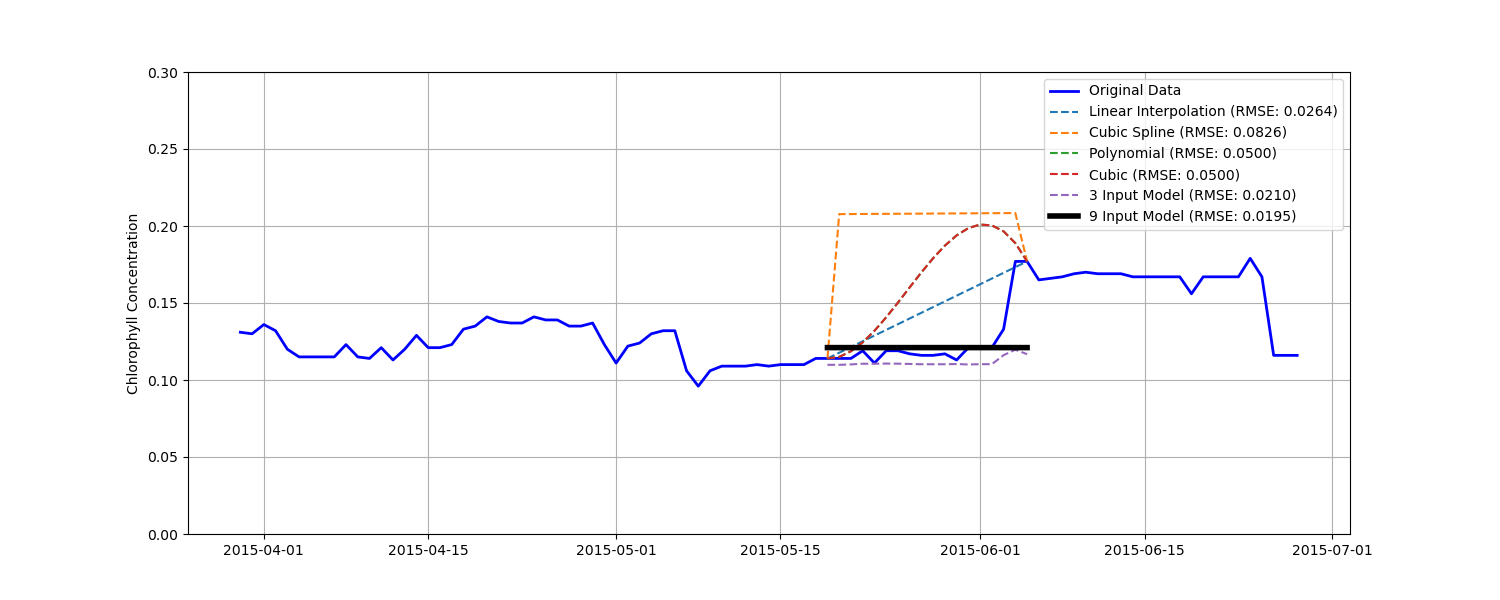 0.30
0.25
0.20
0.15
0.10
0.05
0.00
Chlorophyll Concentration
Original Data
Linear Interpolation (RMSE: 0.0264)
Cubic Spline (RMSE: 0.0826)
Polynomial (RMSE: 0.0500)
Cubic (RMSE: 0.0500)
3 Input Model (RMSE: 0.0210)
9 Input Model (RMSE: 0.0195)
2015-04-01 2015-04-15 2015-05-01 2015-05-15 2015-06-01 2015-06-15 2015-07-01